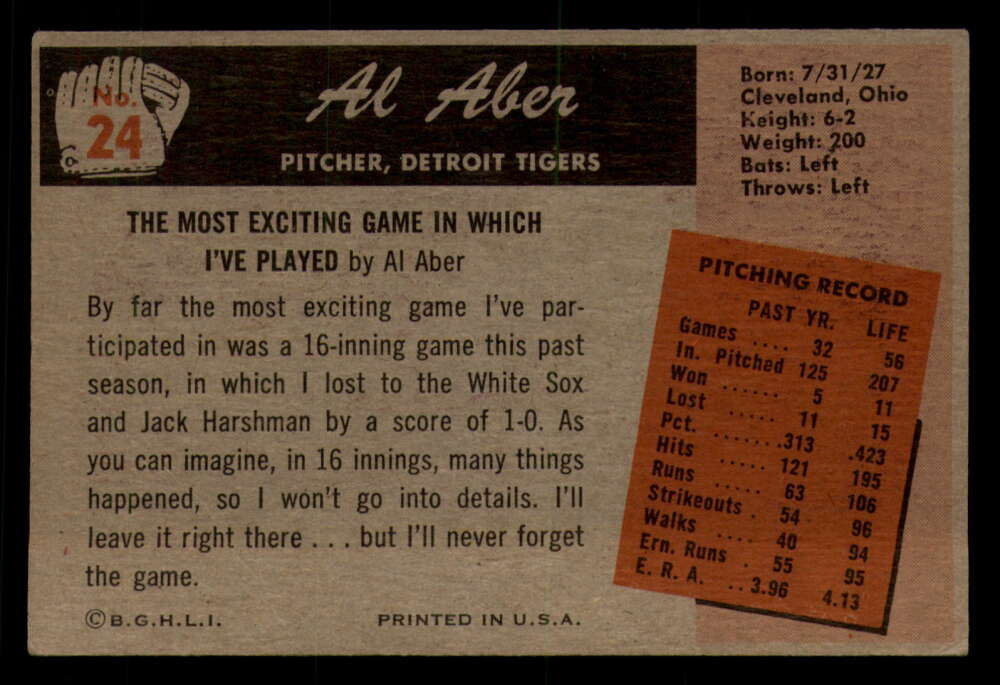 No.
24
Al Aber
PITCHER, DETROIT TIGERS
Born: 7/31/27
Cleveland, Ohio
Height: 6-2
Weight: 200
Bats: Left
Throws: Left
THE MOST EXCITING GAME IN WHICH
I'VE PLAYED by Al Aber
By far the most exciting game I've par-
ticipated in was a 16-inning game this past
season, in which I lost to the White Sox
and Jack Harshman by a score of 1-0. As
you can imagine, in 16 innings, many things
happened, so I won't go into details. I'll
leave it right there . . . but I'll never forget
the game.
PITCHING RECORD
PAST YR. LIFE
Games .... 32 56
In. Pitched 125 207
Won ...... 5 11
Lost ..... 11 15
Pct. .......313 .423
Hits ..... 121 195
Runs ..... 63 106
Strikeouts . 54 96
Walks .... 40 94
Ern. Runs . 55 95
E. R. A. ..3.96 4.13
© B.G.H.L.I.
PRINTED IN U.S.A.